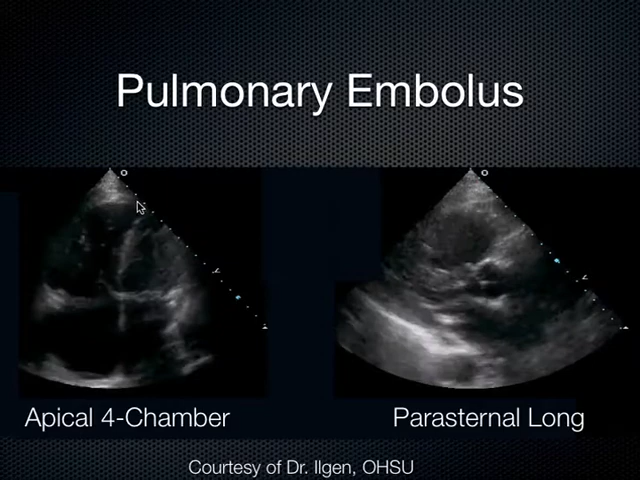 Pulmonary Embolus
Apical 4-Chamber
Parasternal Long
Courtesy of Dr. Ilgen, OHSU